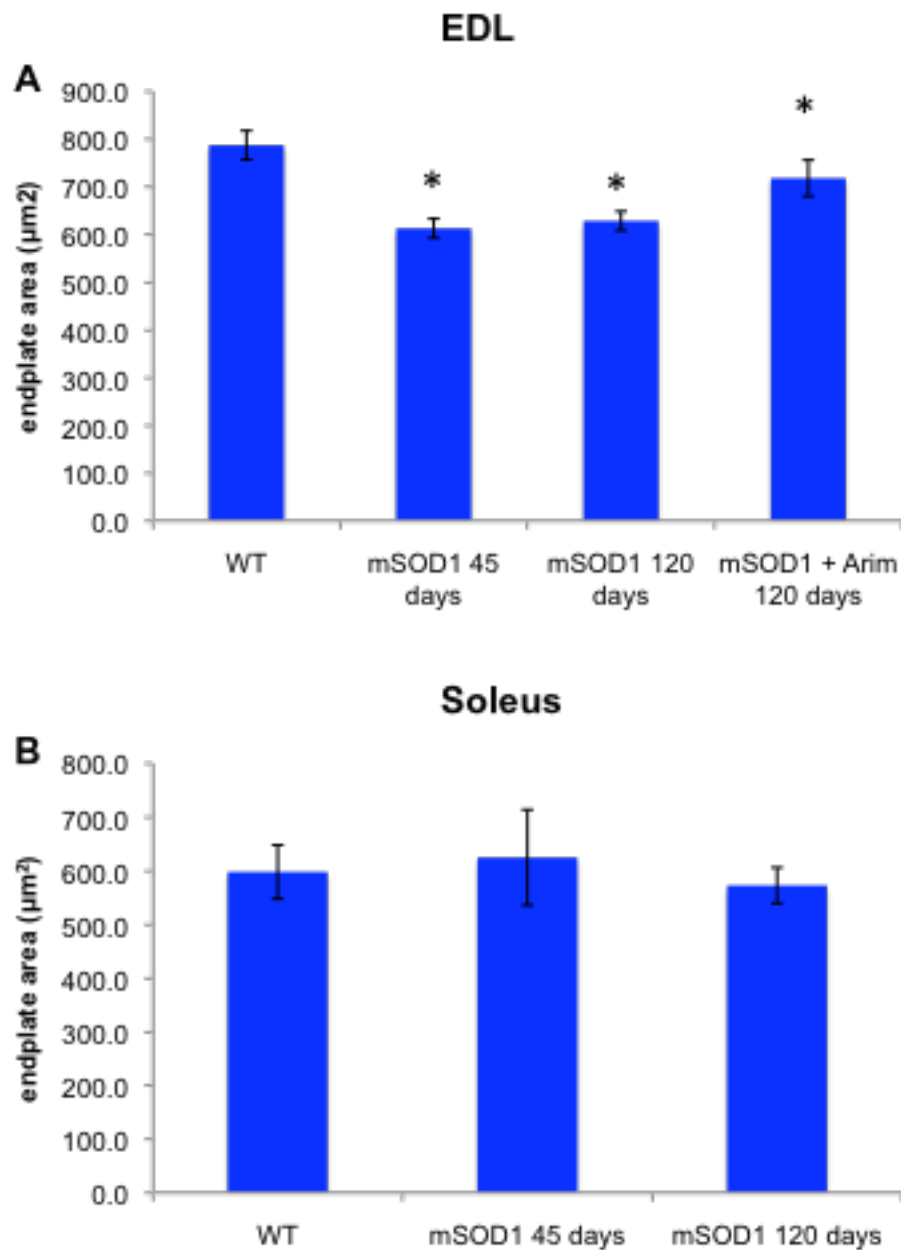 EDL
A
endplate area (µm2)
900.0
800.0
700.0
600.0
500.0
400.0
300.0
200.0
100.0
0.0
* * *
WT
mSOD1 45
days
mSOD1 120
days
mSOD1 + Arim
120 days
Soleus
B
endplate area (µm²)
800.0
700.0
600.0
500.0
400.0
300.0
200.0
100.0
0.0
WT
mSOD1 45 days
mSOD1 120 days